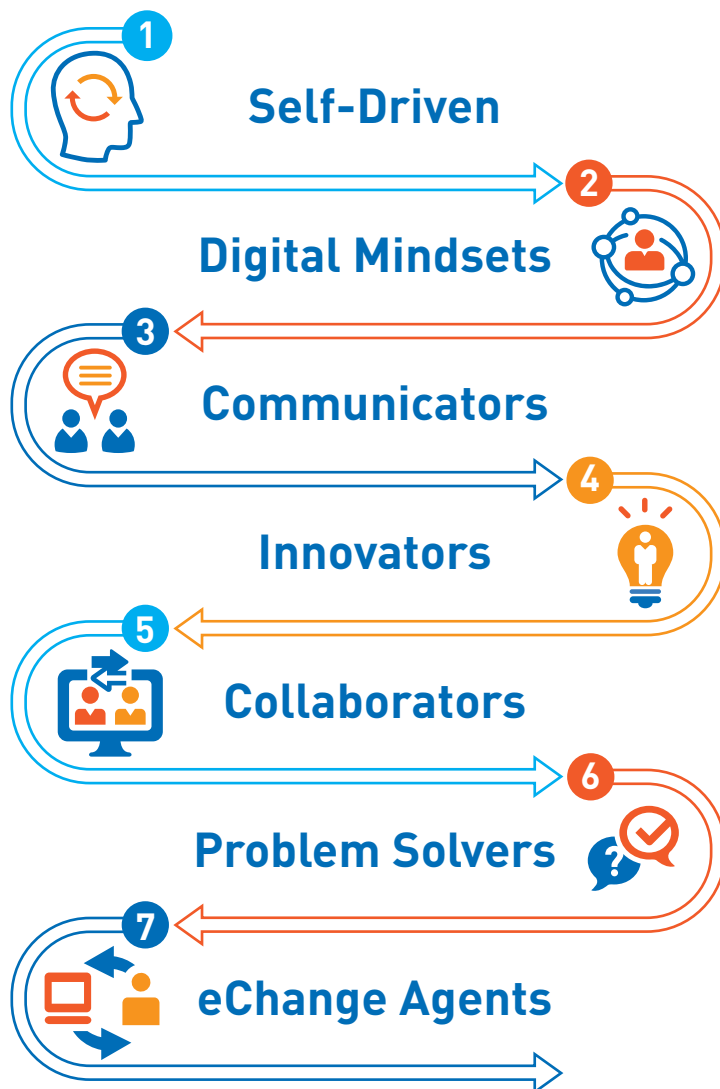 1
Self-Driven
2
Digital Mindsets
3
Communicators
4
Innovators
5
Collaborators
6
Problem Solvers
?
7
eChange Agents